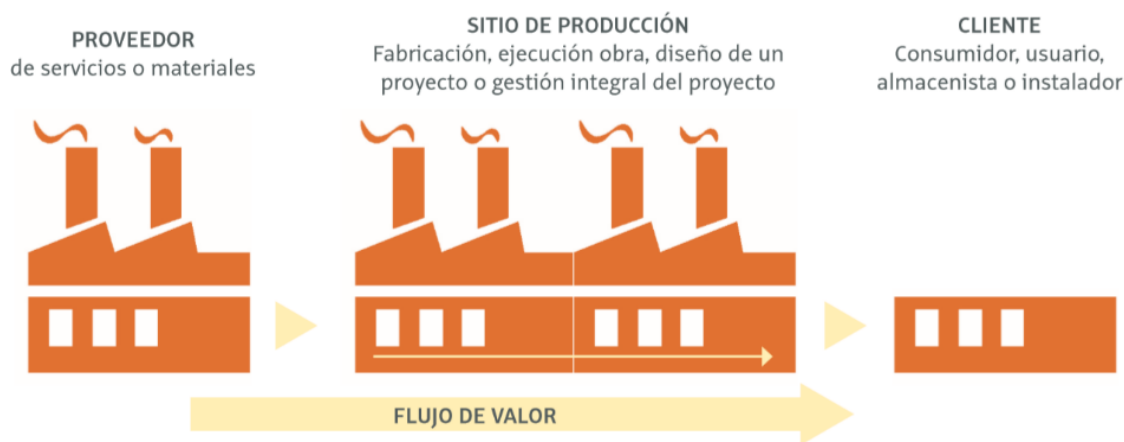 PROVEEDOR
de servicios o materiales
SITIO DE PRODUCCIÓN
Fabricación, ejecución obra, diseño de un
proyecto o gestión integral del proyecto
CLIENTE
Consumidor, usuario,
almacenista o instalador
FLUJO DE VALOR